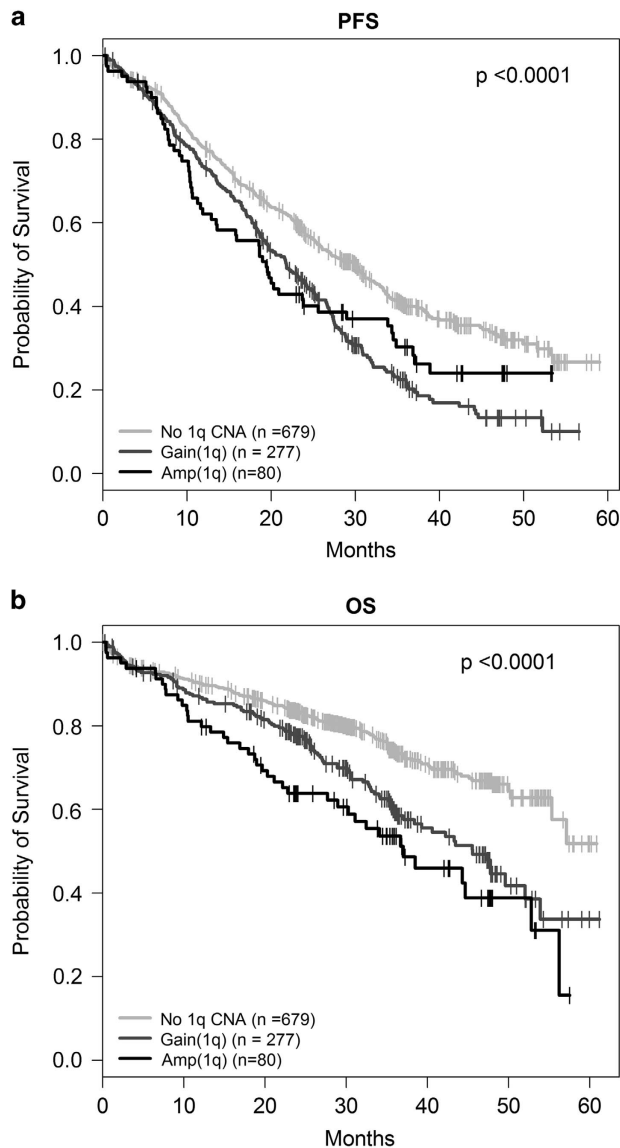 a
PFS
p <0.0001
Probability of Survival
1.0
0.8
0.6
0.4
0.2
0.0
No 1q CNA (n =679)
Gain(1q) (n = 277)
Amp(1q) (n=80)
0 10 20 30 40 50 60
Months
b
OS
p <0.0001
Probability of Survival
1.0
0.8
0.6
0.4
0.2
0.0
No 1q CNA (n =679)
Gain(1q) (n = 277)
Amp(1q) (n=80)
0 10 20 30 40 50 60
Months